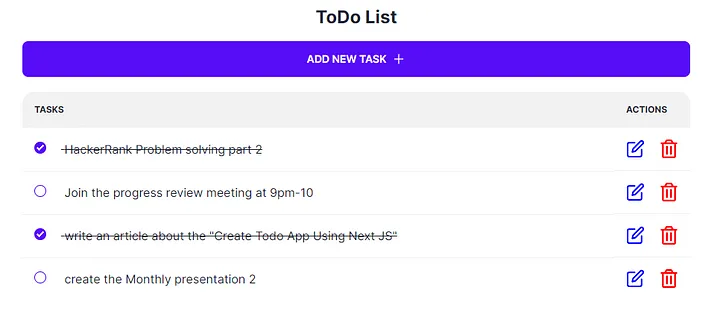 ToDo List
ADD NEW TASK +
TASKS ACTIONS
HackerRank Problem solving part 2
Join the progress review meeting at 9pm-10
write an article about the "Create Todo App Using Next JS"
create the Monthly presentation 2